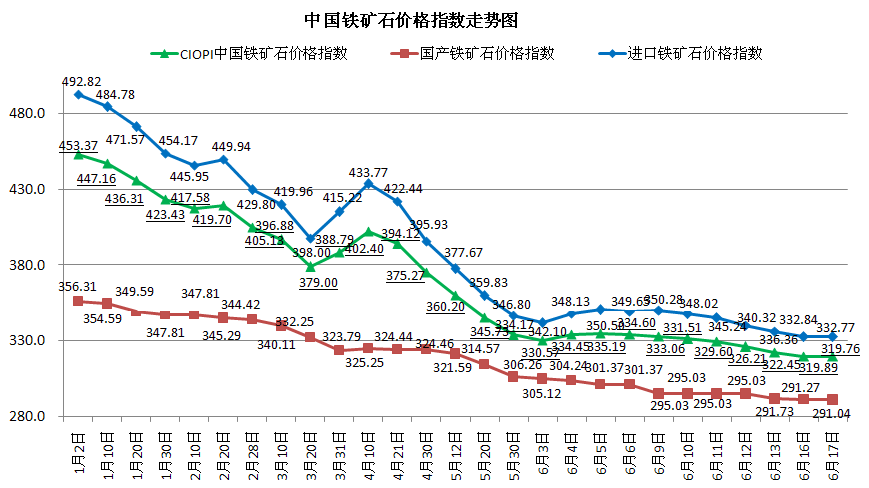 中国铁矿石价格指数走势图
CIOPI中国铁矿石价格指数 国产铁矿石价格指数 进口铁矿石价格指数
480.0
430.0
380.0
330.0
280.0
492.82 484.78 471.57 454.17 445.95 449.94 429.80 419.96 398.00 415.22 433.77 422.44 395.93 377.67 359.83 346.80 342.10 348.13 350.59 349.65 350.28 348.02 345.24 340.32 336.36 332.84 332.77
453.37 447.16 436.31 423.43 417.58 419.70 405.12 396.88 379.00 388.79 402.40 394.12 375.27 360.20 345.75 334.17 330.57 334.45 335.19 334.60 333.06 331.51 329.60 326.21 322.45 319.89 319.76
356.31 354.59 349.59 347.81 347.81 345.29 344.42 340.11 332.25 323.79 325.25 324.44 324.46 321.59 314.57 306.26 305.12 304.24 301.37 301.37 295.03 295.03 295.03 295.03 291.73 291.27 291.04
1月2日 1月10日 1月20日 1月30日 2月10日 2月20日 2月28日 3月10日 3月20日 3月31日 4月10日 4月21日 4月30日 5月12日 5月20日 5月30日 6月3日 6月4日 6月5日 6月6日 6月9日 6月10日 6月11日 6月12日 6月13日 6月16日 6月17日